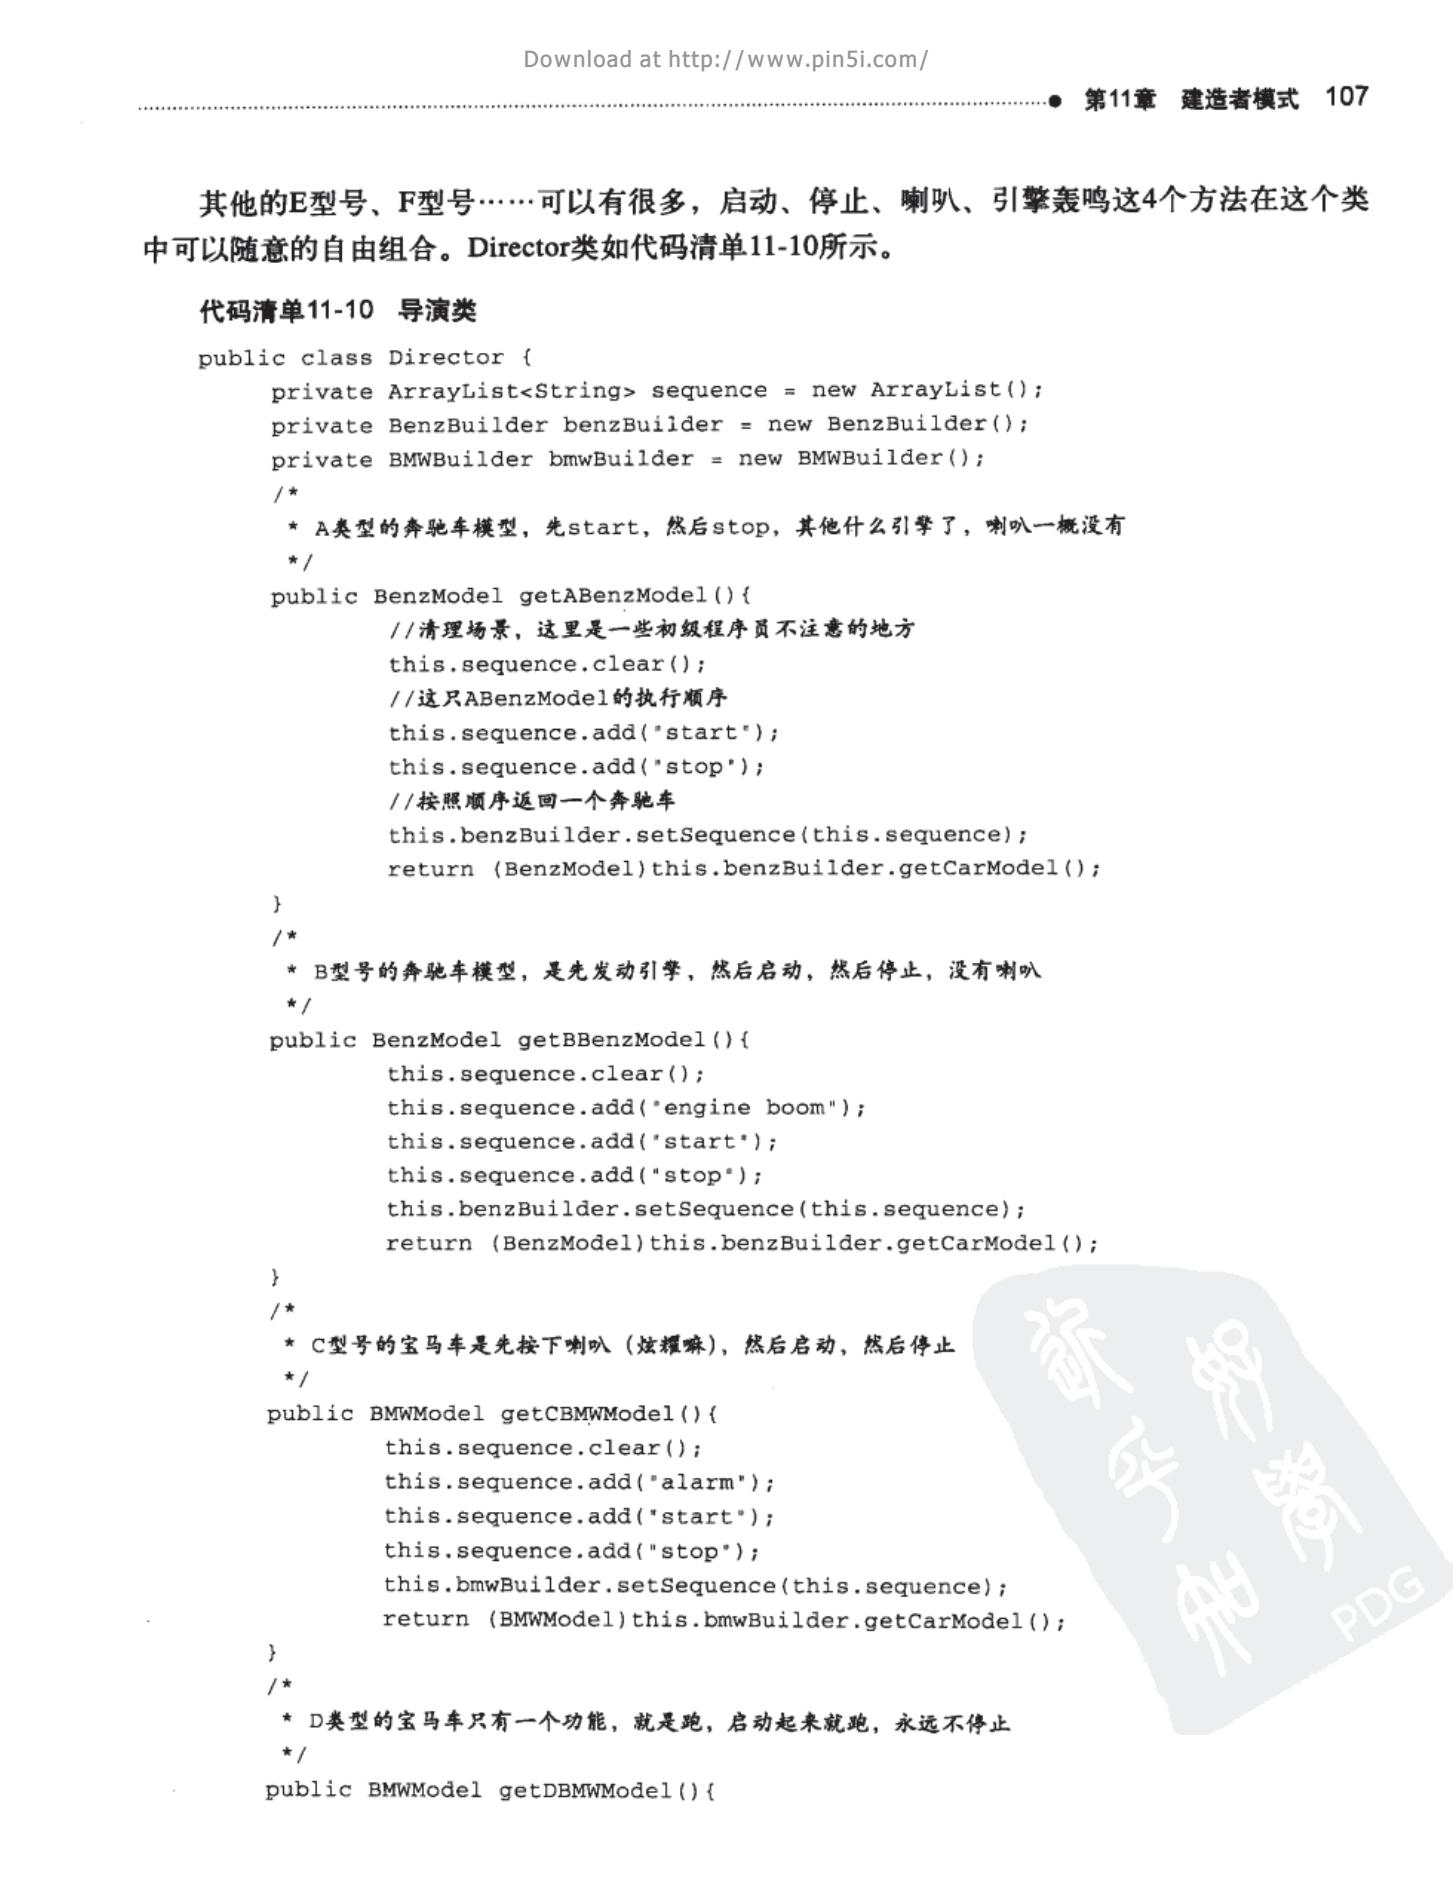 Download at http://www.pin5i.com/
第11章 建造者模式 107
其他的E型号、F型号……可以有很多，启动、停止、喇叭、引擎轰鸣这4个方法在这个类
中可以随意的自由组合。Director类如代码清单11-10所示。
代码清单11-10 导演类
public class Director {
private ArrayList<String> sequence = new ArrayList();
private BenzBuilder benzBuilder = new BenzBuilder();
private BMWBuilder bmwBuilder = new BMWBuilder();
/*
* A类型的奔驰车模型，先start，然后stop，其他什么引擎了，喇叭一概没有
*/
public BenzModel getABenzModel(){
//清理场景，这里是一些初级程序员不注意的地方
this.sequence.clear();
//这只ABenzModel的执行顺序
this.sequence.add("start");
this.sequence.add("stop");
//按照顺序返回一个奔驰车
this.benzBuilder.setSequence(this.sequence);
return (BenzModel)this.benzBuilder.getCarModel();
}
/*
* B型号的奔驰车模型，是先发动引擎，然后启动，然后停止，没有喇叭
*/
public BenzModel getBBenzModel(){
this.sequence.clear();
this.sequence.add("engine boom");
this.sequence.add("start");
this.sequence.add("stop");
this.benzBuilder.setSequence(this.sequence);
return (BenzModel)this.benzBuilder.getCarModel();
}
/*
* C型号的宝马车是先按下喇叭（炫耀嘛），然后启动，然后停止
*/
public BMWModel getCBMWModel(){
this.sequence.clear();
this.sequence.add("alarm");
this.sequence.add("start");
this.sequence.add("stop");
this.bmwBuilder.setSequence(this.sequence);
return (BMWModel)this.bmwBuilder.getCarModel();
}
/*
* D类型的宝马车只有一个功能，就是跑，启动起来就跑，永远不停止
*/
public BMWModel getDBMWModel(){
PDG